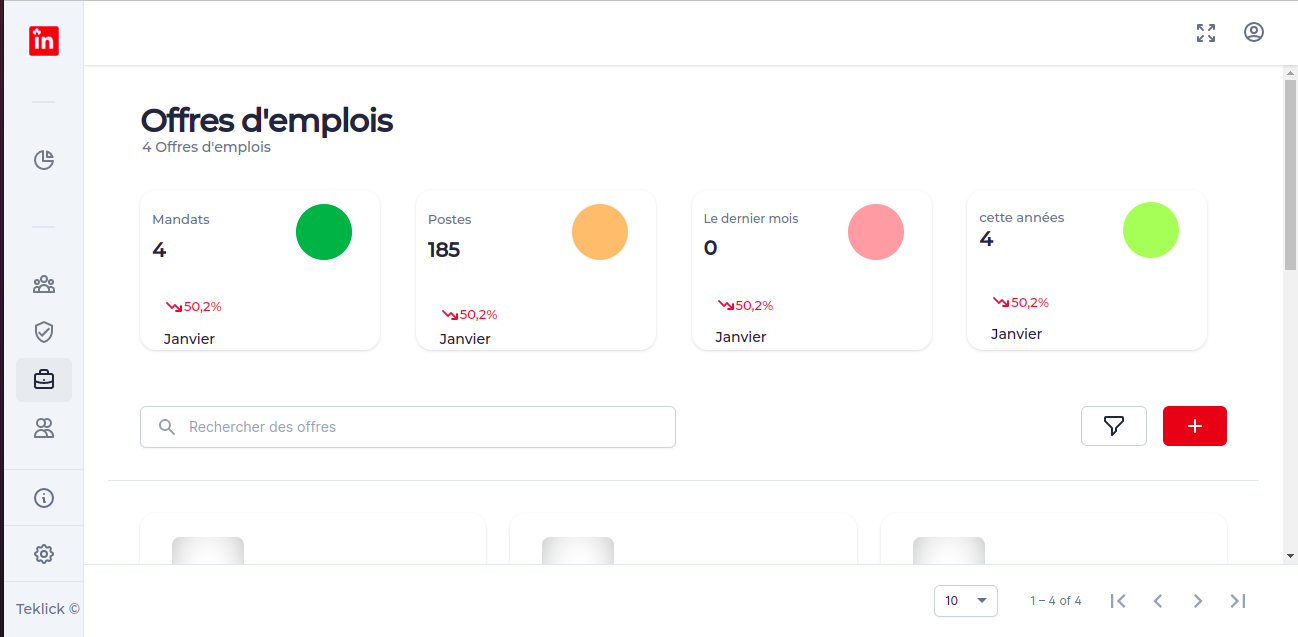 in
Offres d'emplois
4 Offres d'emplois
Mandats
4
50,2%
Janvier
Postes
185
50,2%
Janvier
Le dernier mois
0
50,2%
Janvier
cette années
4
50,2%
Janvier
Rechercher des offres
10
1 – 4 of 4
Teklick ©